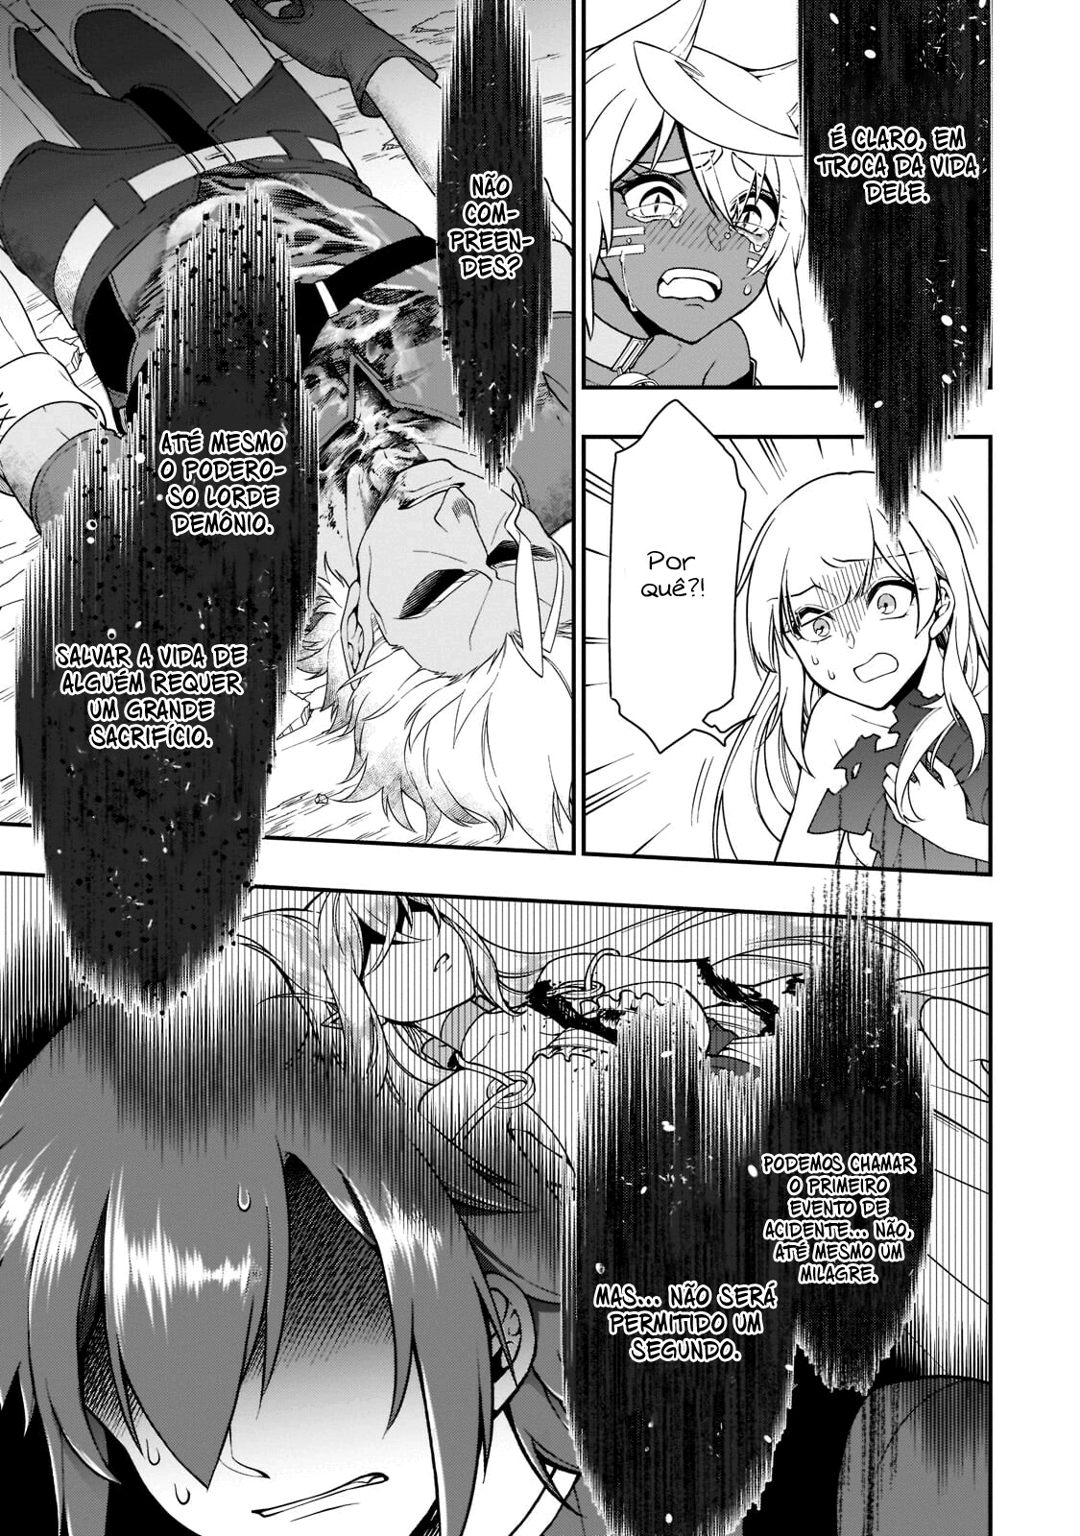 É CLARO, EM
TROCA DA VIDA
DELE.
Por
quê?!
NÃO
COM-
PREEN-
DES?
ATÉ MESMO
O PODERO-
SO LORDE
DEMÔNIO.
SALVAR A VIDA DE
ALGUÉM REQUER
UM GRANDE
SACRIFÍCIO.
PODEMOS CHAMAR
O PRIMEIRO
EVENTO DE
ACIDENTE... NÃO,
ATÉ MESMO UM
MILAGRE.
MAS... NÃO SERÁ
PERMITIDO UM
SEGUNDO.